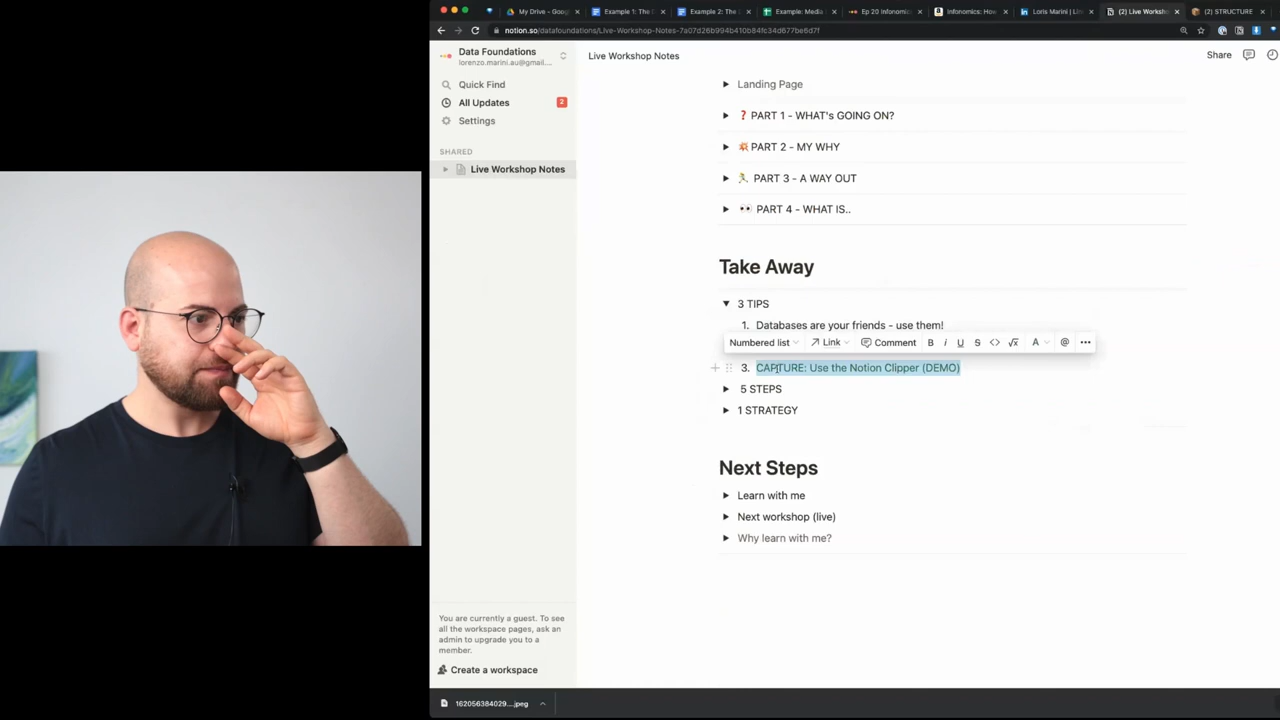 My Drive - Goog
Example 1: The
Example 2: The
Example: Media
Ep 20 Infonomics
Infonomics: How
Loris Marini | Lin
(2) Live Worksho
(2) STRUCTURE
notion.so/datafoundations/Live-Workshop-Notes-7a07d26b994b410b84fc34d677be6d7f
Data Foundations
lorenzo.marini.au@gmail....
Live Workshop Notes
Share
Quick Find
All Updates
2
Settings
SHARED
Live Workshop Notes
Landing Page
❓ PART 1 - WHAT's GOING ON?
💥 PART 2 - MY WHY
🏃‍♂️ PART 3 - A WAY OUT
👀 PART 4 - WHAT IS..
Take Away
3 TIPS
1. Databases are your friends - use them!
Numbered list
Link
Comment
B i U S <> √x A @ •••
3. CAPTURE: Use the Notion Clipper (DEMO)
5 STEPS
1 STRATEGY
Next Steps
Learn with me
Next workshop (live)
Why learn with me?
You are currently a guest. To see
all the workspace pages, ask an
admin to upgrade you to a
member.
Create a workspace
162056384029....jpeg